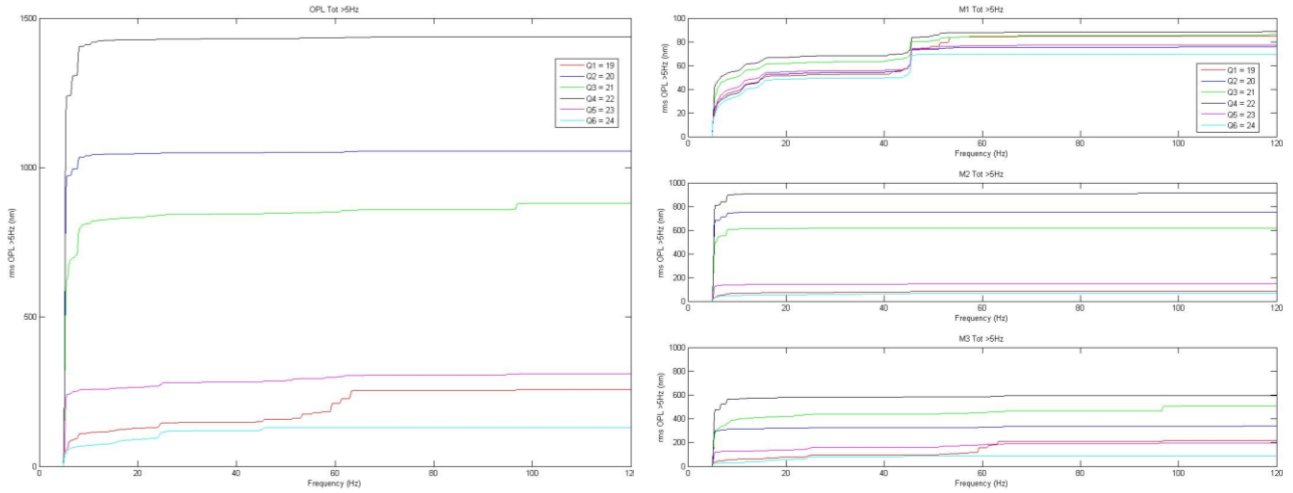 OPL Tot >5Hz
1500
1000
500
0
rms OPL >5Hz (nm)
Q1 = 19
Q2 = 20
Q3 = 21
Q4 = 22
Q5 = 23
Q6 = 24
0 20 40 60 80 100 120
Frequency (Hz)
M1 Tot >5Hz
100
80
60
40
20
0
rms OPL >5Hz (nm)
Q1 = 19
Q2 = 20
Q3 = 21
Q4 = 22
Q5 = 23
Q6 = 24
0 20 40 60 80 100 120
Frequency (Hz)
M2 Tot >5Hz
1000
800
600
400
200
0
rms OPL >5Hz (nm)
0 20 40 60 80 100 120
Frequency (Hz)
M3 Tot >5Hz
1000
800
600
400
200
0
rms OPL >5Hz (nm)
0 20 40 60 80 100 120
Frequency (Hz)